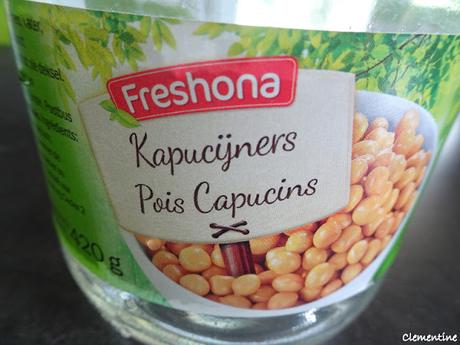 Freshona
Kapucijners
Pois Capucins
420 g
Clementine